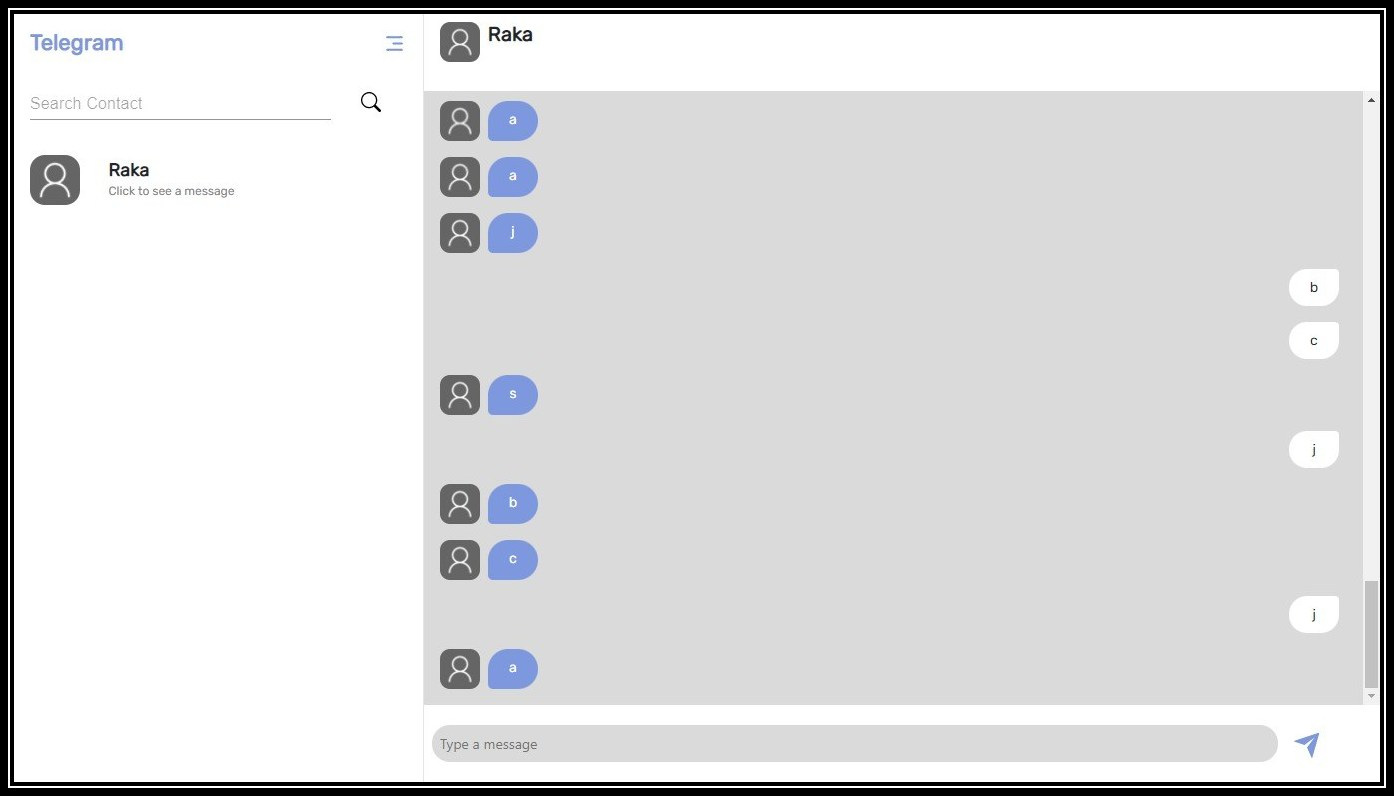 Telegram
Search Contact
Raka
Click to see a message
Raka
a
a
j
b
c
s
j
b
c
j
a
Type a message